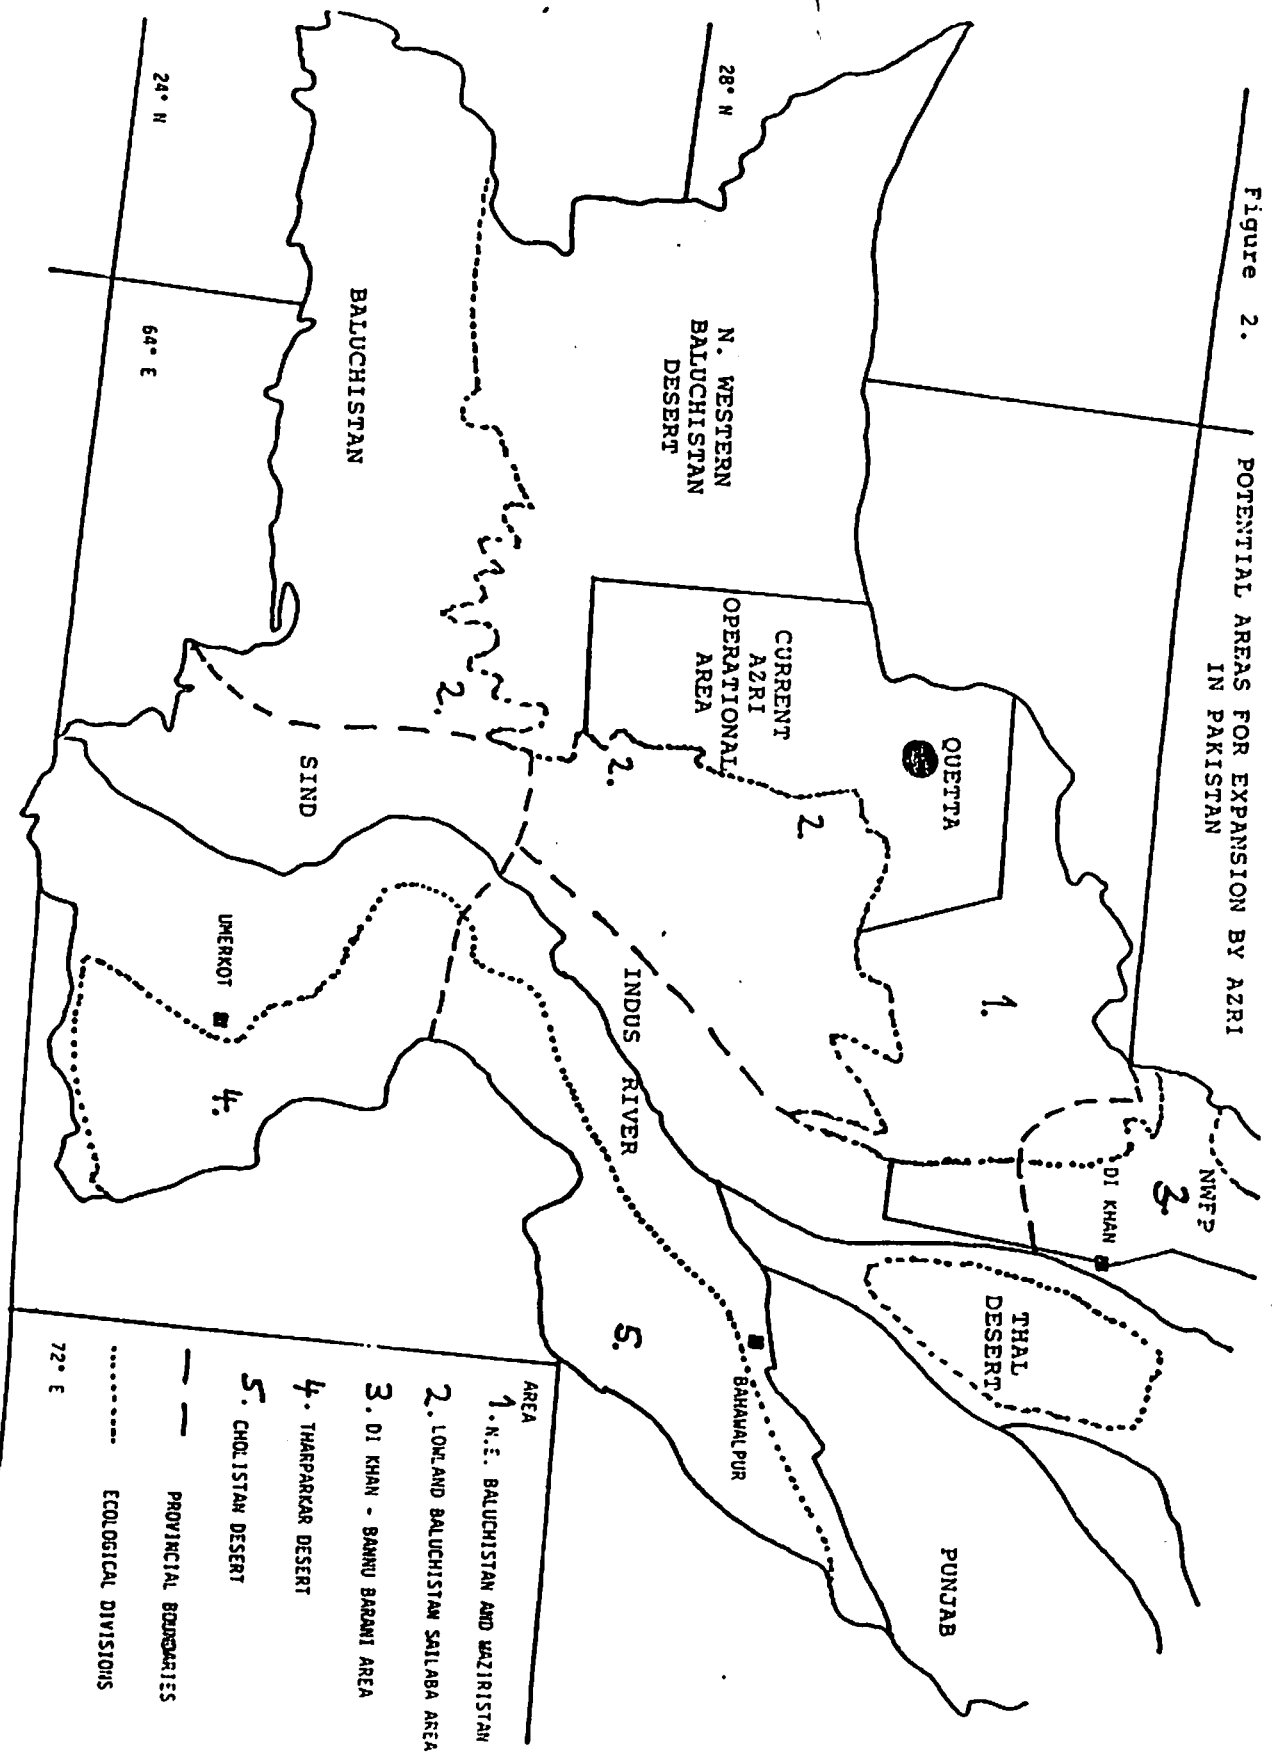 Figure 2.
POTENTIAL AREAS FOR EXPANSION BY AZRI
IN PAKISTAN
28° N
24° N
64° E
72° E
N. WESTERN
BALUCHISTAN
DESERT
BALUCHISTAN
CURRENT
AZRI
OPERATIONAL
AREA
QUETTA
1.
2.
2.
2.
NWFP
3.
DI KHAN
THAL
DESERT
PUNJAB
INDUS RIVER
SIND
UMERKOT
4.
5.
BAHAWALPUR
AREA
1. N.E. BALUCHISTAN AND WAZIRISTAN
2. LOWLAND BALUCHISTAN SAILABA AREA
3. DI KHAN - BANNU BARANI AREA
4. THARPARKAR DESERT
5. CHOLISTAN DESERT
PROVINCIAL BOUNDARIES
ECOLOGICAL DIVISIONS